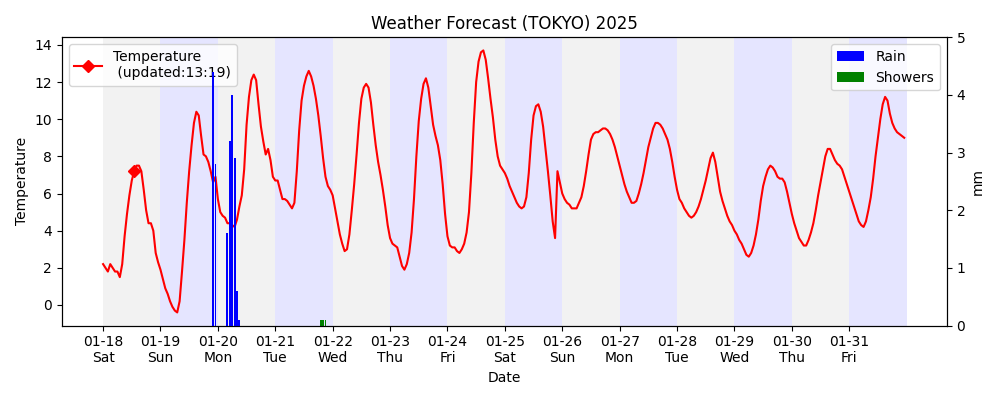 Weather Forecast (TOKYO) 2025
Temperature
(updated:13:19)
Rain
Showers
Temperature
14
12
10
8
6
4
2
0
5
4
3
2
1
0
mm
01-18 01-19 01-20 01-21 01-22 01-23 01-24 01-25 01-26 01-27 01-28 01-29 01-30 01-31
Sat Sun Mon Tue Wed Thu Fri Sat Sun Mon Tue Wed Thu Fri
Date